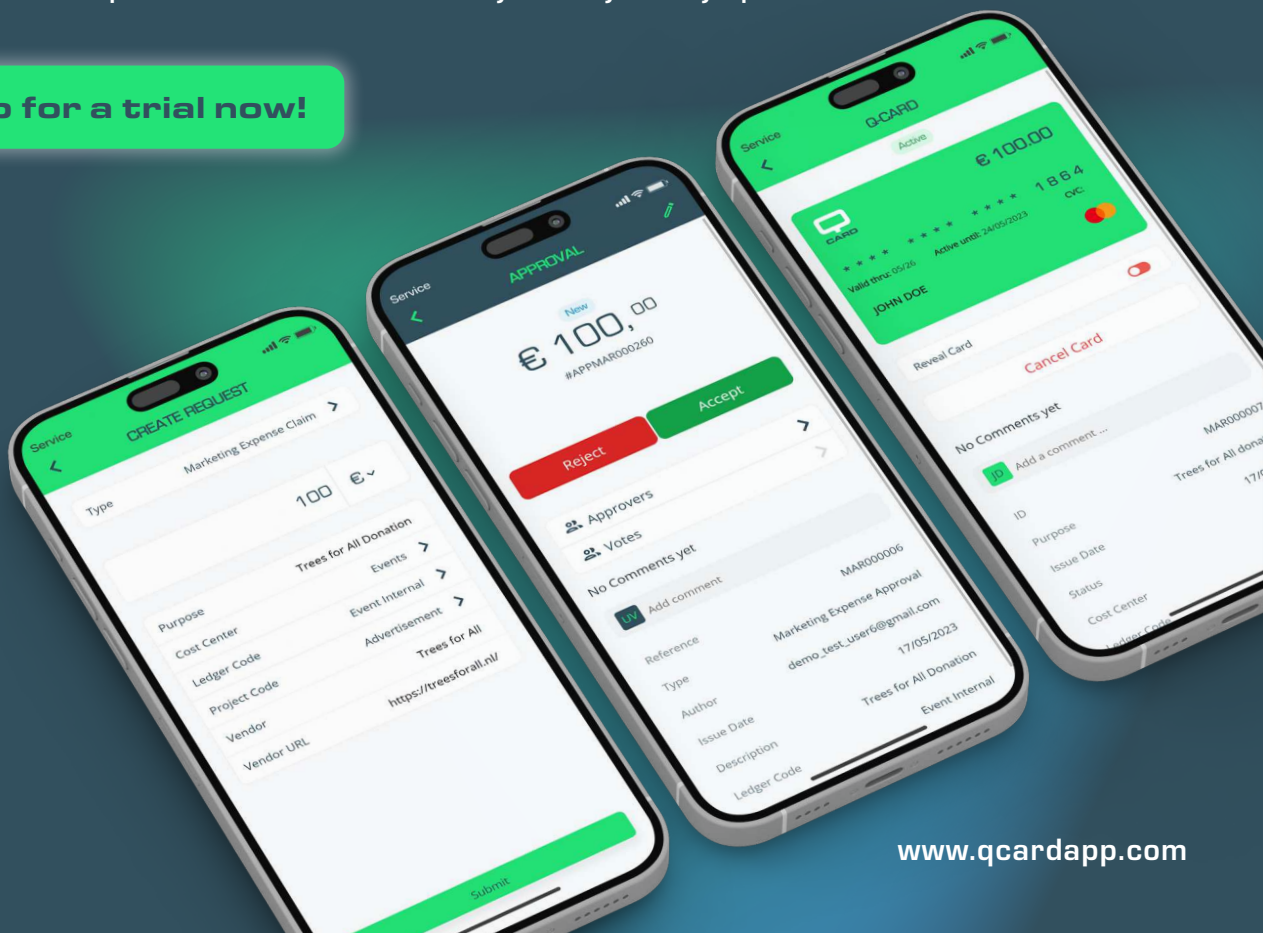 for a trial now!
Service
CREATE REQUEST
Type
Marketing Expense Claim
100
€
Purpose
Trees for All Donation
Cost Center
Events
Ledger Code
Event Internal
Project Code
Advertisement
Vendor
Trees for All
Vendor URL
https://treesforall.nl/
Submit
Service
APPROVAL
New
€ 100,00
#APPMAR000260
Reject
Accept
Approvers
Votes
No Comments yet
UV
Add comment
Reference
MAR000006
Type
Marketing Expense Approval
Author
demo_test_user6@gmail.com
Issue Date
17/05/2023
Description
Trees for All Donation
Ledger Code
Event Internal
Service
Q-CARD
Active
€ 100.00
CARD
**** **** **** 1864
Valid thru: 05/26
Active until: 24/05/2023
CVC:
JOHN DOE
Reveal Card
Cancel Card
No Comments yet
JD
Add a comment ...
ID
MAR000007
Purpose
Trees for All
Issue Date
Status
Cost Center
Ledger Code
www.qcardapp.com